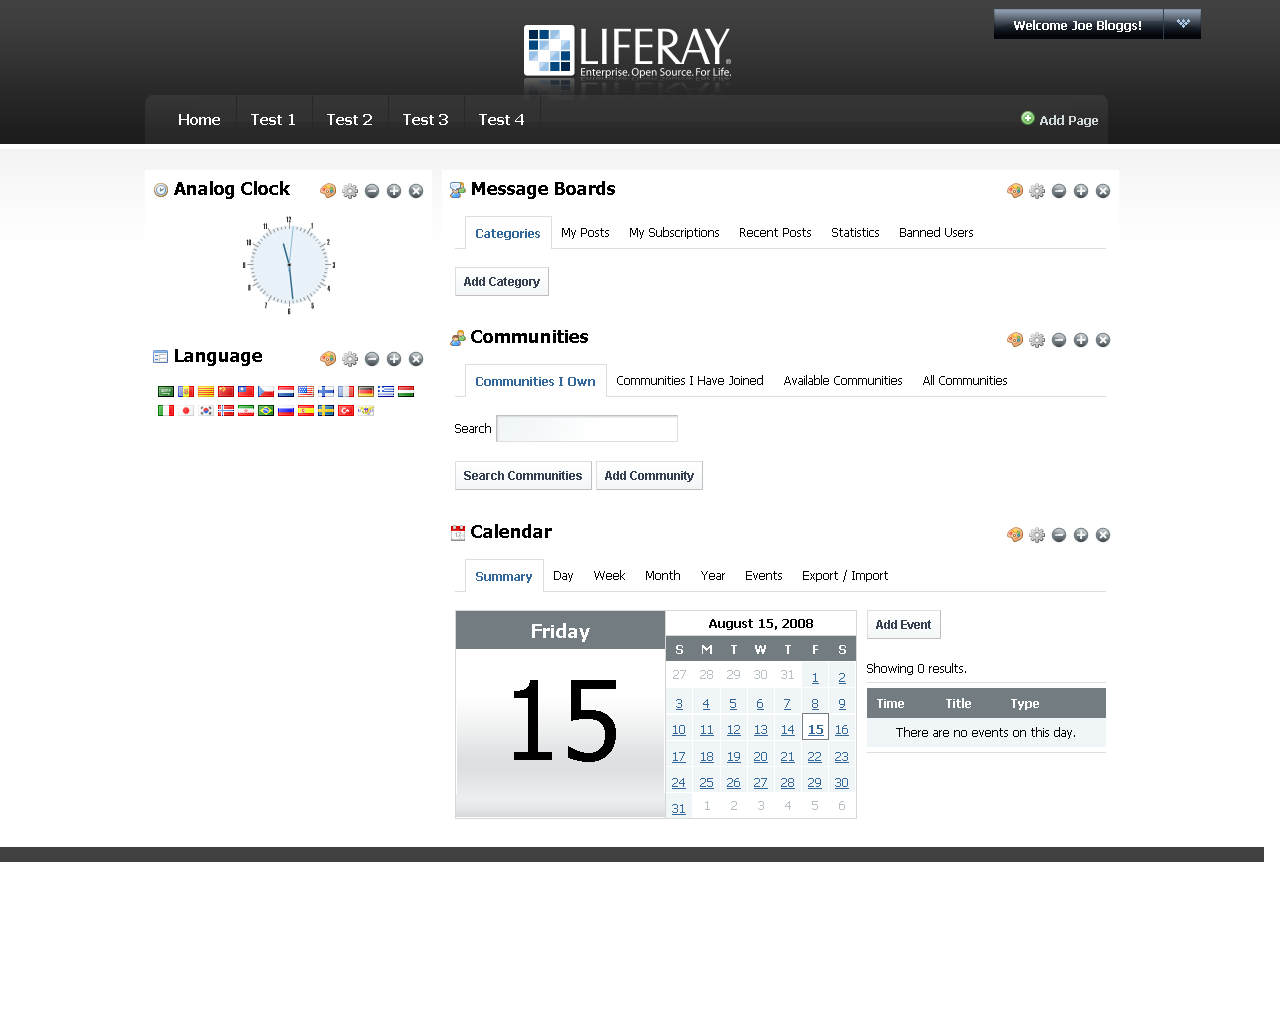 Welcome Joe Bloggs!
LIFERAY®
Enterprise. Open Source. For Life.
Home Test 1 Test 2 Test 3 Test 4 Add Page
Analog Clock
12 1 2 3 4 5 6 7 8 9 10 11
Language
Message Boards
Categories My Posts My Subscriptions Recent Posts Statistics Banned Users
Add Category
Communities
Communities I Own Communities I Have Joined Available Communities All Communities
Search
Search Communities Add Community
Calendar
Summary Day Week Month Year Events Export / Import
Friday
15
August 15, 2008
S M T W T F S
27 28 29 30 31 1 2
3 4 5 6 7 8 9
10 11 12 13 14 15 16
17 18 19 20 21 22 23
24 25 26 27 28 29 30
31 1 2 3 4 5 6
Add Event
Showing 0 results.
Time Title Type
There are no events on this day.